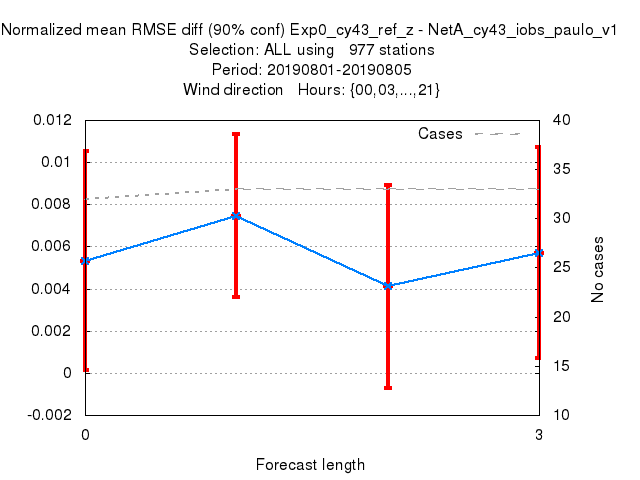 Normalized mean RMSE diff (90% conf) Exp0_cy43_ref_z - NetA_cy43_iobs_paulo_v1
Selection: ALL using   977 stations
Period: 20190801-20190805
Wind direction   Hours: {00,03,...,21}
Cases
0.012
0.01
0.008
0.006
0.004
0.002
0
-0.002
40
35
30
25
20
15
10
No cases
0
3
Forecast length